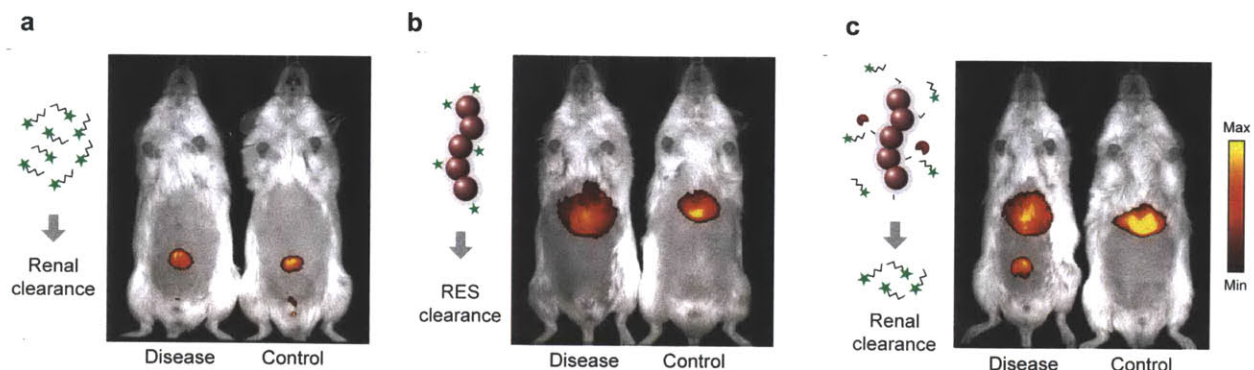 a
b
c
Renal
clearance
Disease
Control
RES
clearance
Disease
Control
Renal
clearance
Disease
Control
Max
Min